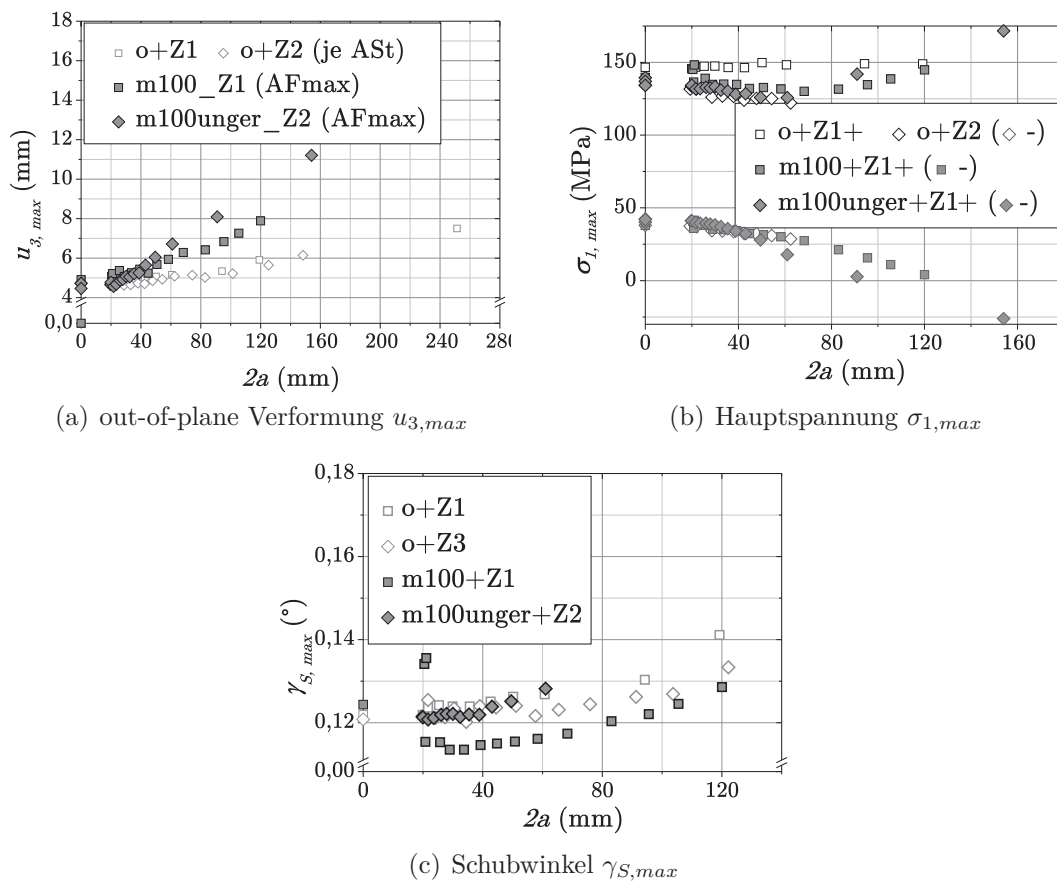 18
16
14
12
10
8
6
4
0,0
u3, max (mm)
o+Z1 o+Z2 (je ASt)
m100_Z1 (AFmax)
m100unger_Z2 (AFmax)
0 40 80 120 160 200 240 280
2a (mm)
(a) out-of-plane Verformung u3,max
150
100
50
0
σ1, max (MPa)
o+Z1+ o+Z2 ( -)
m100+Z1+ ( -)
m100unger+Z1+ ( -)
0 40 80 120 160
2a (mm)
(b) Hauptspannung σ1,max
0,18
0,16
0,14
0,12
0,00
γS, max (°)
o+Z1
o+Z3
m100+Z1
m100unger+Z2
0 40 80 120
2a (mm)
(c) Schubwinkel γS,max